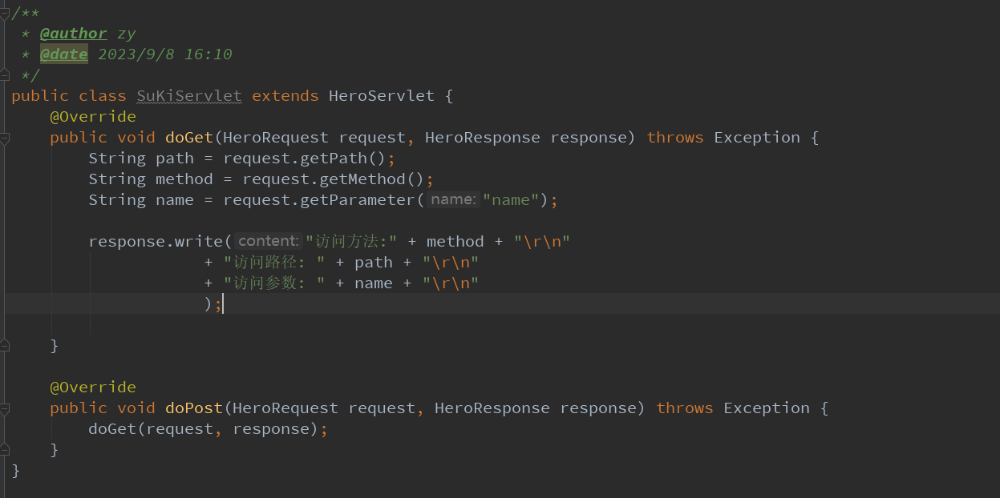 /**
 * @author zy
 * @date 2023/9/8 16:10
 */
public class SuKiServlet extends HeroServlet {
    @Override
    public void doGet(HeroRequest request, HeroResponse response) throws Exception {
        String path = request.getPath();
        String method = request.getMethod();
        String name = request.getParameter( name: "name");

        response.write( content: "访问方法:" + method + "\r\n"
                    + "访问路径: " + path + "\r\n"
                    + "访问参数: " + name + "\r\n"
                    );

    }

    @Override
    public void doPost(HeroRequest request, HeroResponse response) throws Exception {
        doGet(request, response);
    }
}